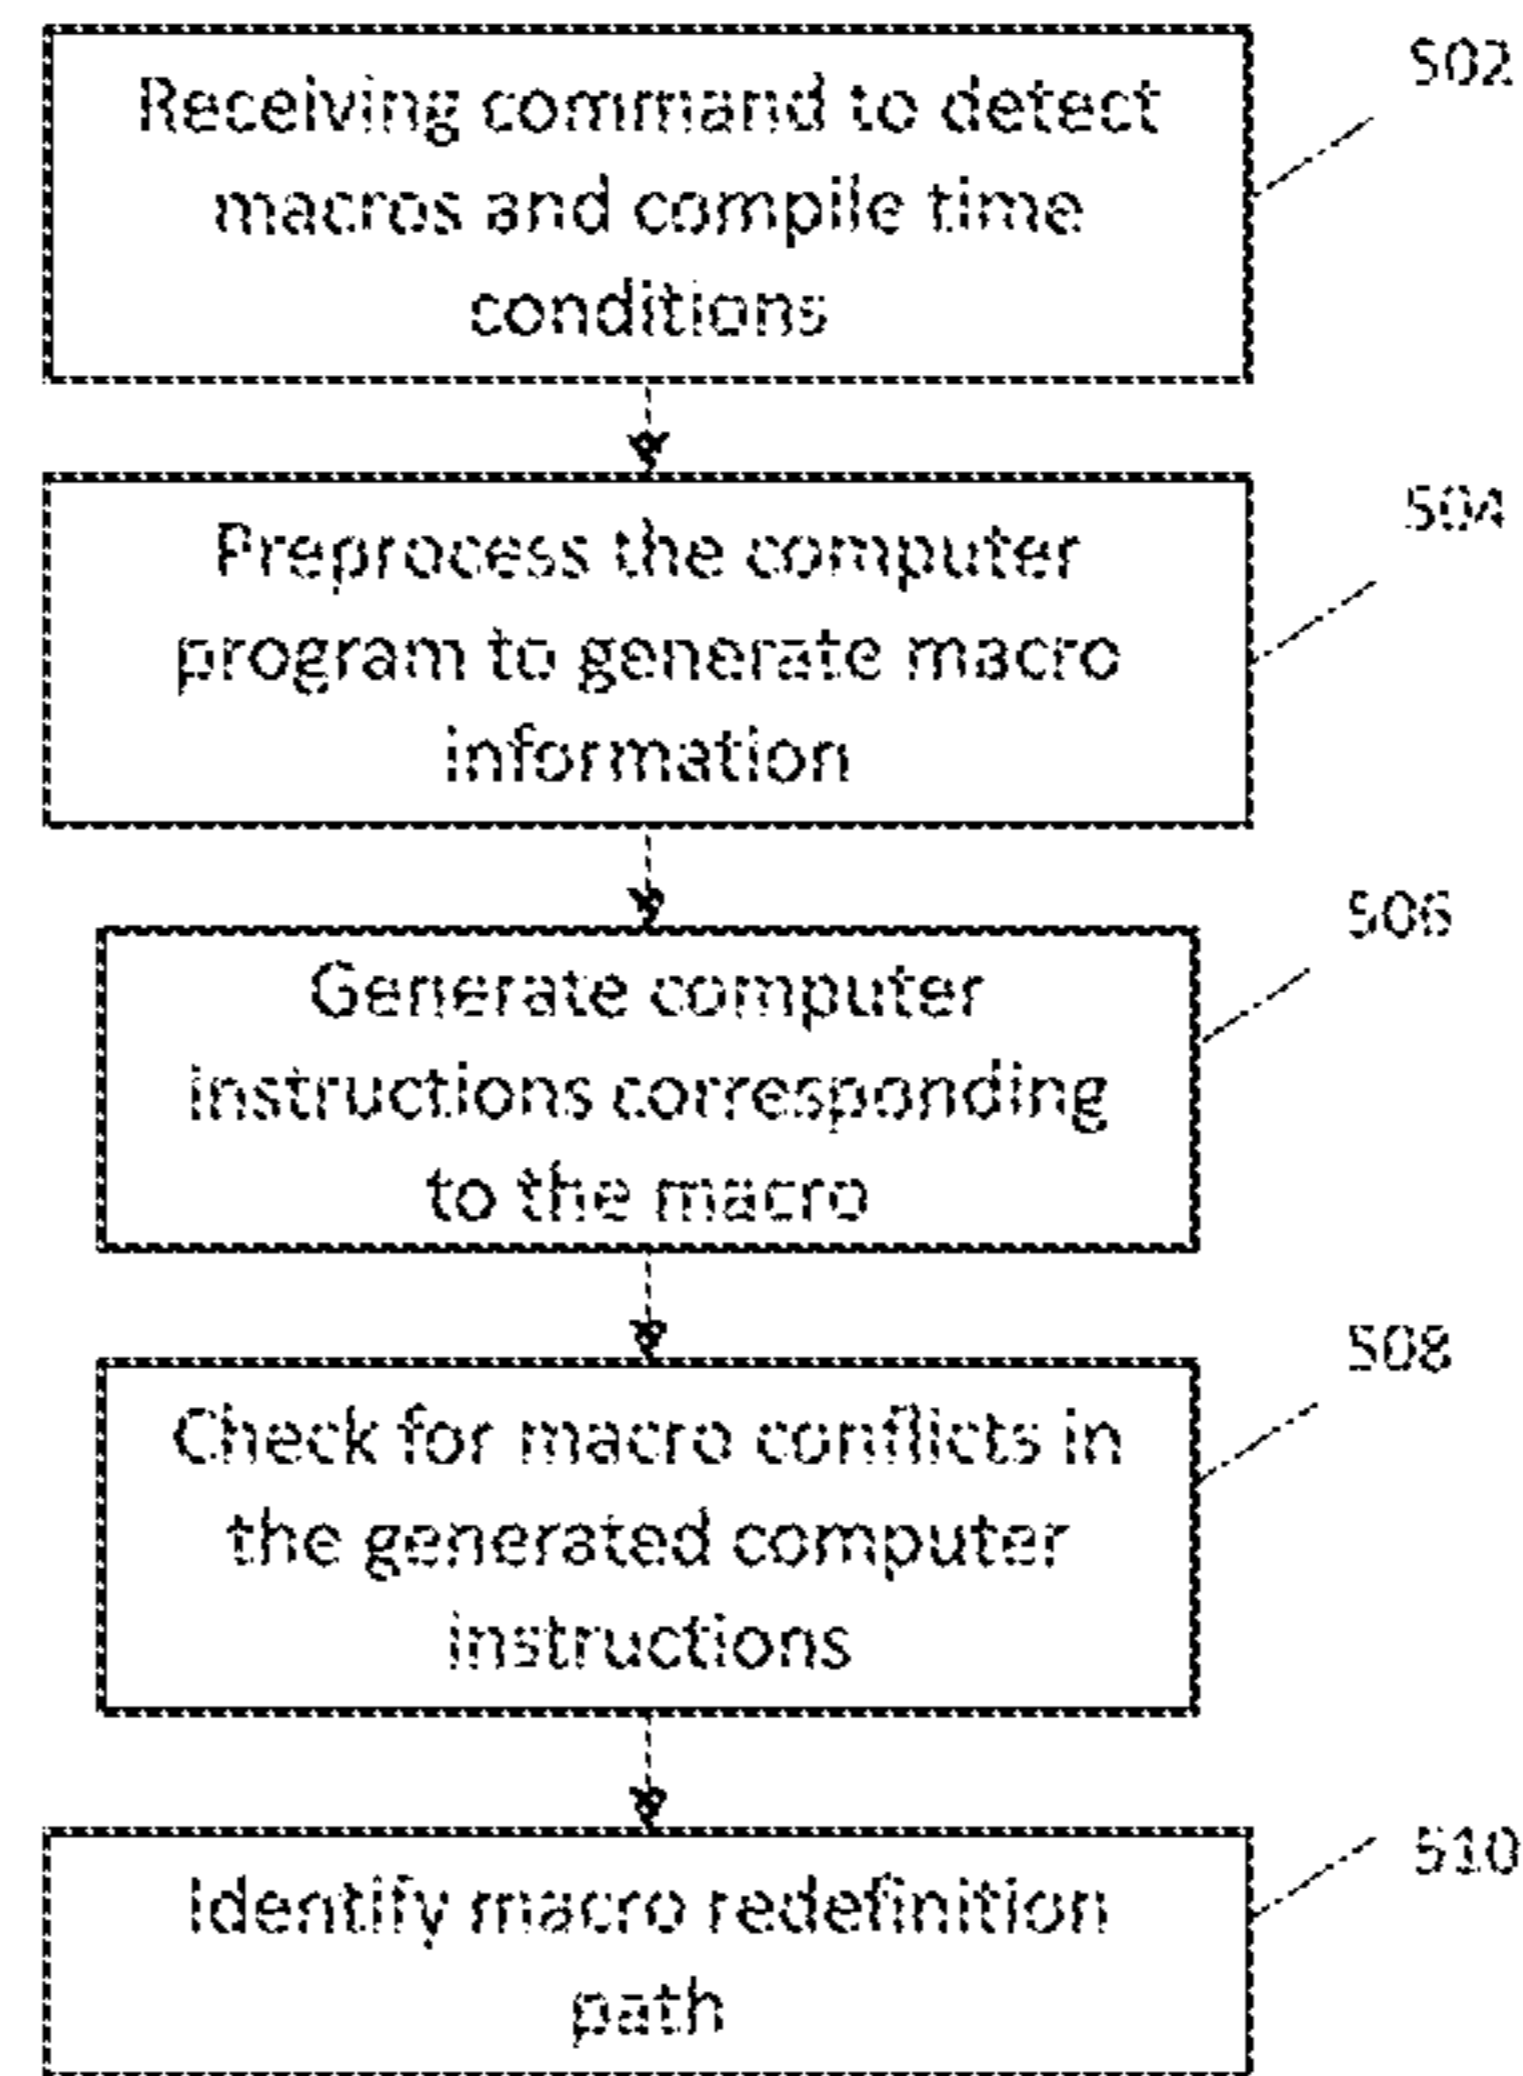 Receiving command to detect
macros and compile time
conditions
502
Preprocess the computer
program to generate macro
information
504
Generate computer
instructions corresponding
to the macro
506
Check for macro conflicts in
the generated computer
instructions
508
Identify macro redefinition
path
510